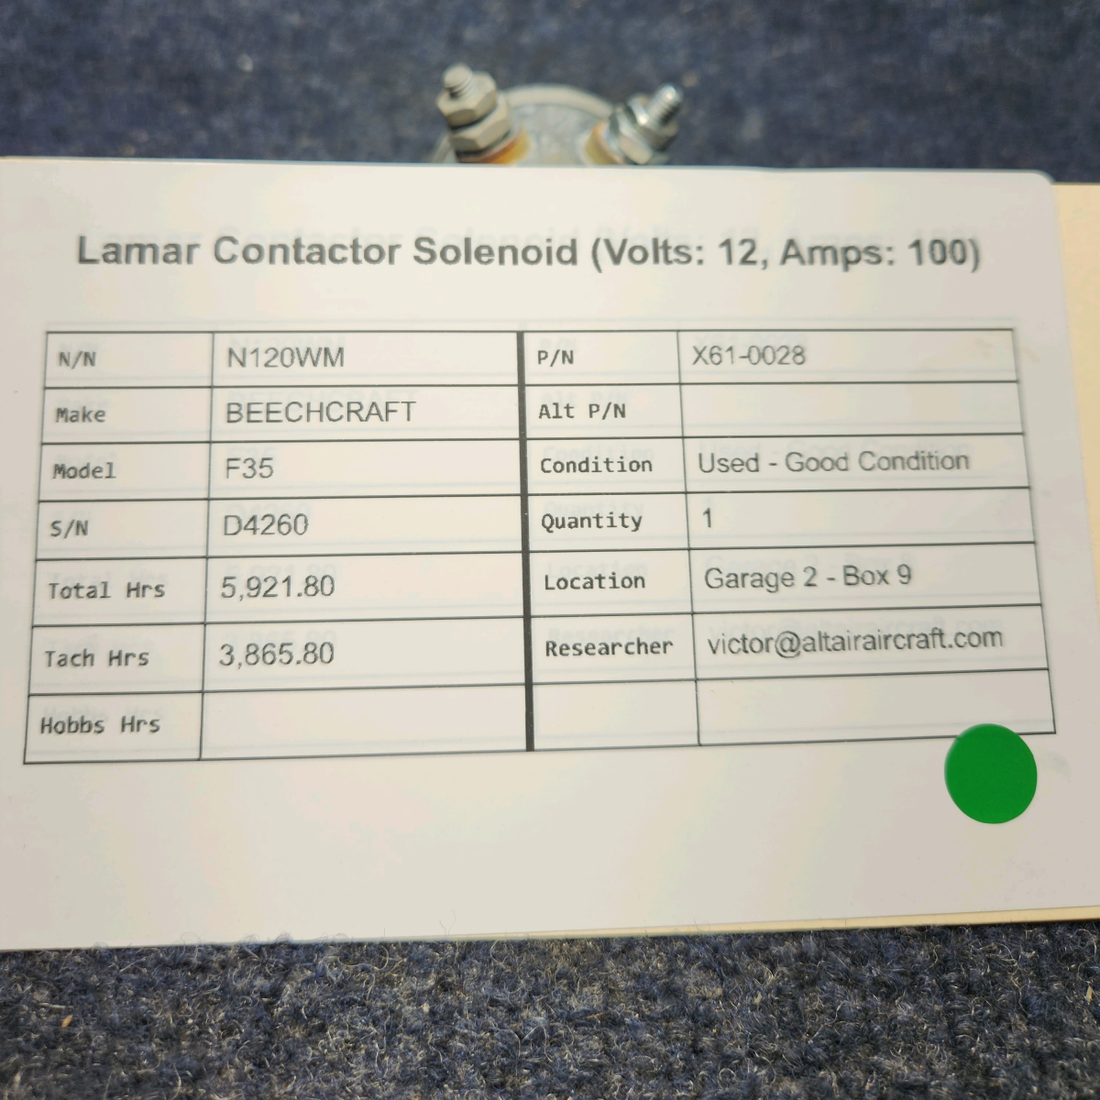 Lamar Contactor Solenoid (Volts: 12, Amps: 100)
N/N N120WM P/N X61-0028
Make BEECHCRAFT Alt P/N
Model F35 Condition Used - Good Condition
S/N D4260 Quantity 1
Total Hrs 5,921.80 Location Garage 2 - Box 9
Tach Hrs 3,865.80 Researcher victor@altairaircraft.com
Hobbs Hrs